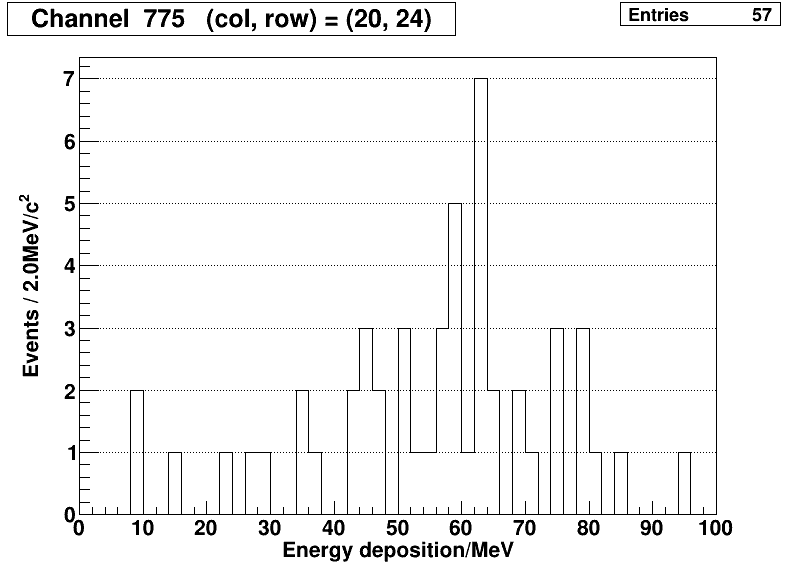 Channel 775 (col, row) = (20, 24)
Entries 57
7
6
5
4
3
2
1
0
Events / 2.0MeV/c²
0 10 20 30 40 50 60 70 80 90 100
Energy deposition/MeV